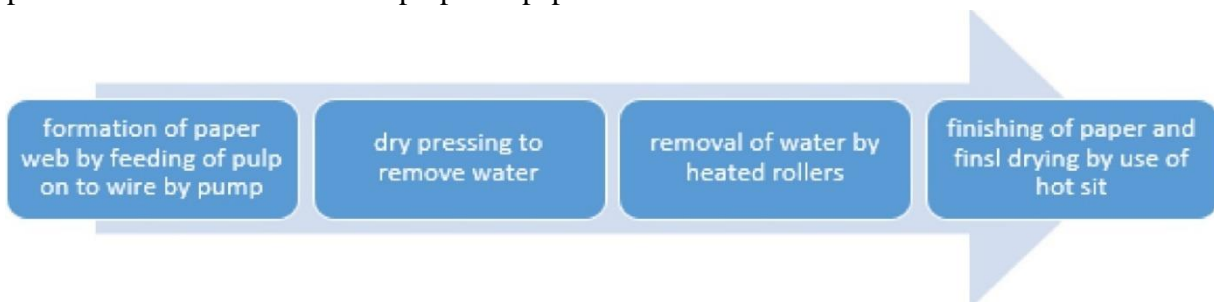 formation of paper
web by feeding of pulp
on to wire by pump
dry pressing to
remove water
removal of water by
heated rollers
finishing of paper and
finsl drying by use of
hot sit